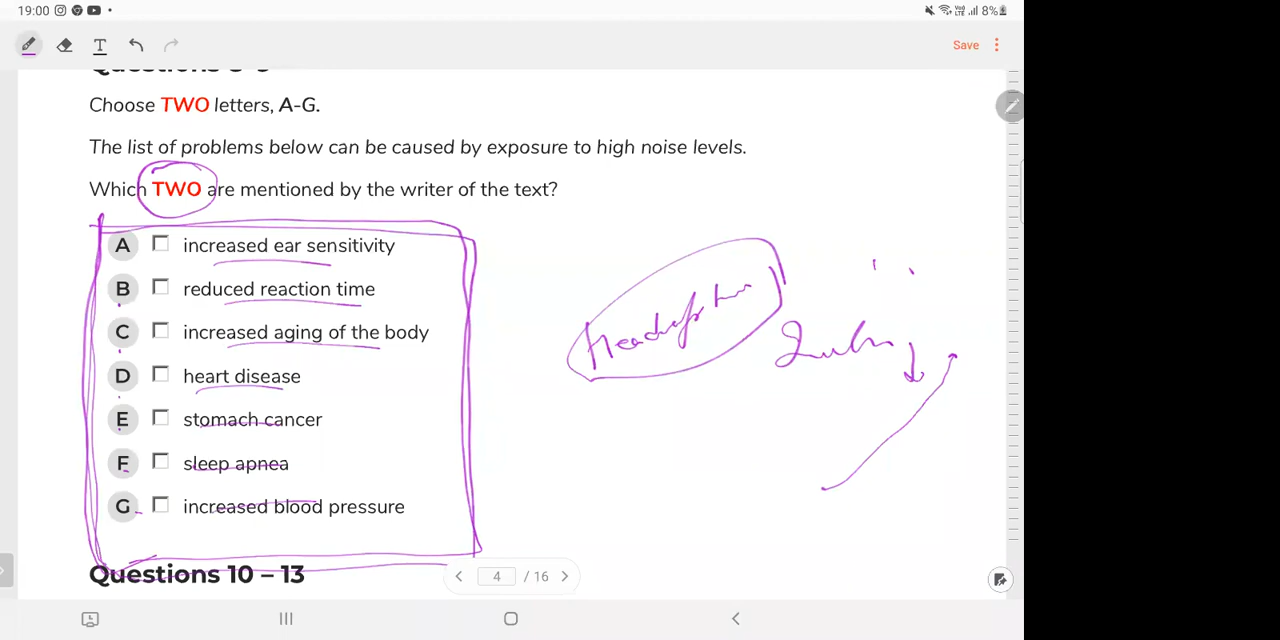 19:00
8%
Save
Questions 8-9
Choose TWO letters, A-G.
The list of problems below can be caused by exposure to high noise levels.
Which TWO are mentioned by the writer of the text?
A increased ear sensitivity
B reduced reaction time
C increased aging of the body
D heart disease
E stomach cancer
F sleep apnea
G increased blood pressure
Questions 10 – 13
4 / 16